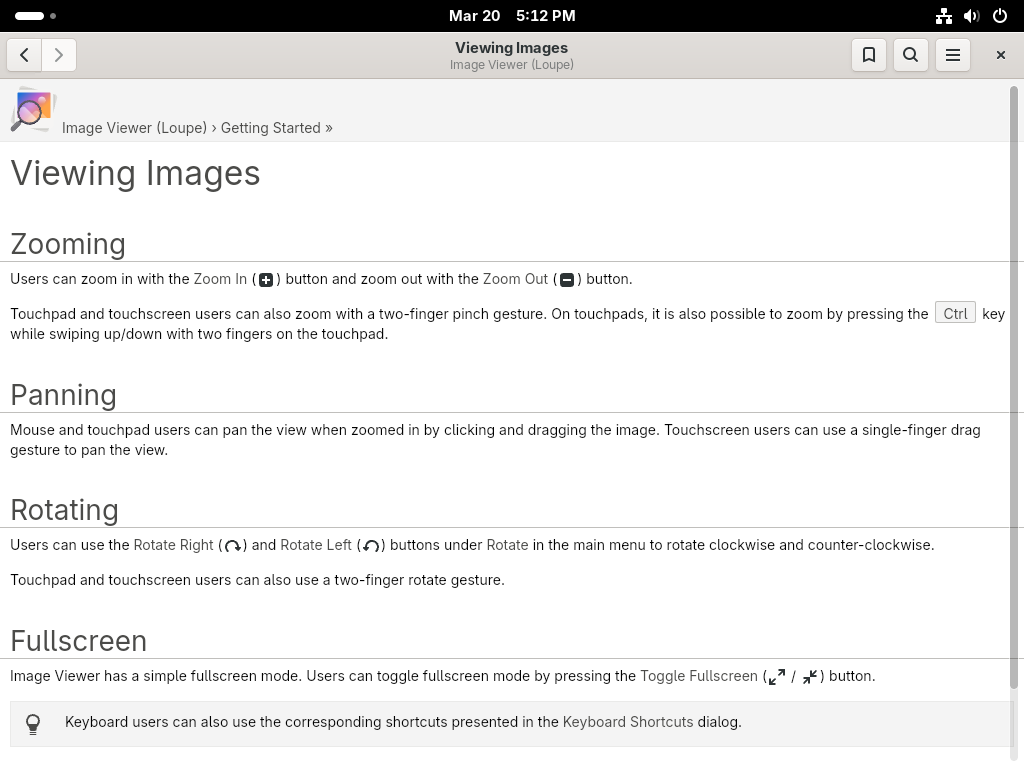 Mar 20 5:12 PM
Viewing Images
Image Viewer (Loupe)
Image Viewer (Loupe) › Getting Started »
Viewing Images
Zooming
Users can zoom in with the Zoom In ( ) button and zoom out with the Zoom Out ( ) button.
Touchpad and touchscreen users can also zoom with a two-finger pinch gesture. On touchpads, it is also possible to zoom by pressing the Ctrl key
while swiping up/down with two fingers on the touchpad.
Panning
Mouse and touchpad users can pan the view when zoomed in by clicking and dragging the image. Touchscreen users can use a single-finger drag
gesture to pan the view.
Rotating
Users can use the Rotate Right ( ) and Rotate Left ( ) buttons under Rotate in the main menu to rotate clockwise and counter-clockwise.
Touchpad and touchscreen users can also use a two-finger rotate gesture.
Fullscreen
Image Viewer has a simple fullscreen mode. Users can toggle fullscreen mode by pressing the Toggle Fullscreen ( / ) button.
Keyboard users can also use the corresponding shortcuts presented in the Keyboard Shortcuts dialog.